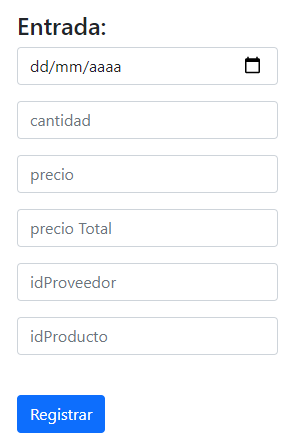 Entrada:
dd/mm/aaaa
cantidad
precio
precio Total
idProveedor
idProducto
Registrar